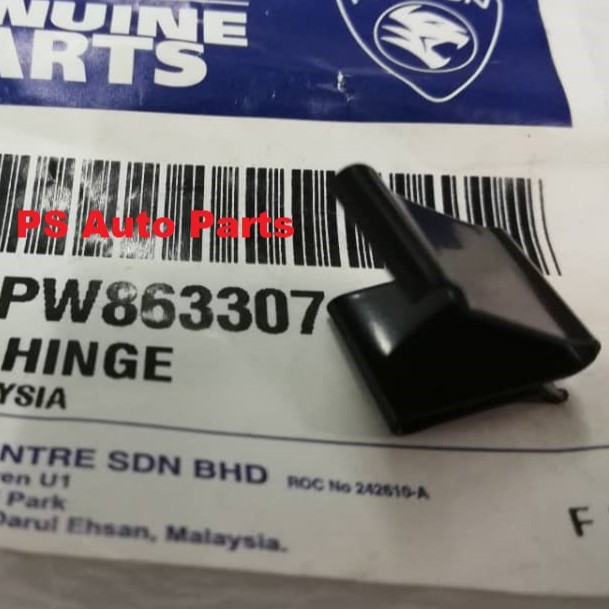 NUINE
ARTS
PS Auto Parts
PW863307
HINGE
YSIA
NTRE SDN BHD ROC No 242610-A
en U1
Park
Darul Ehsan, Malaysia.
F